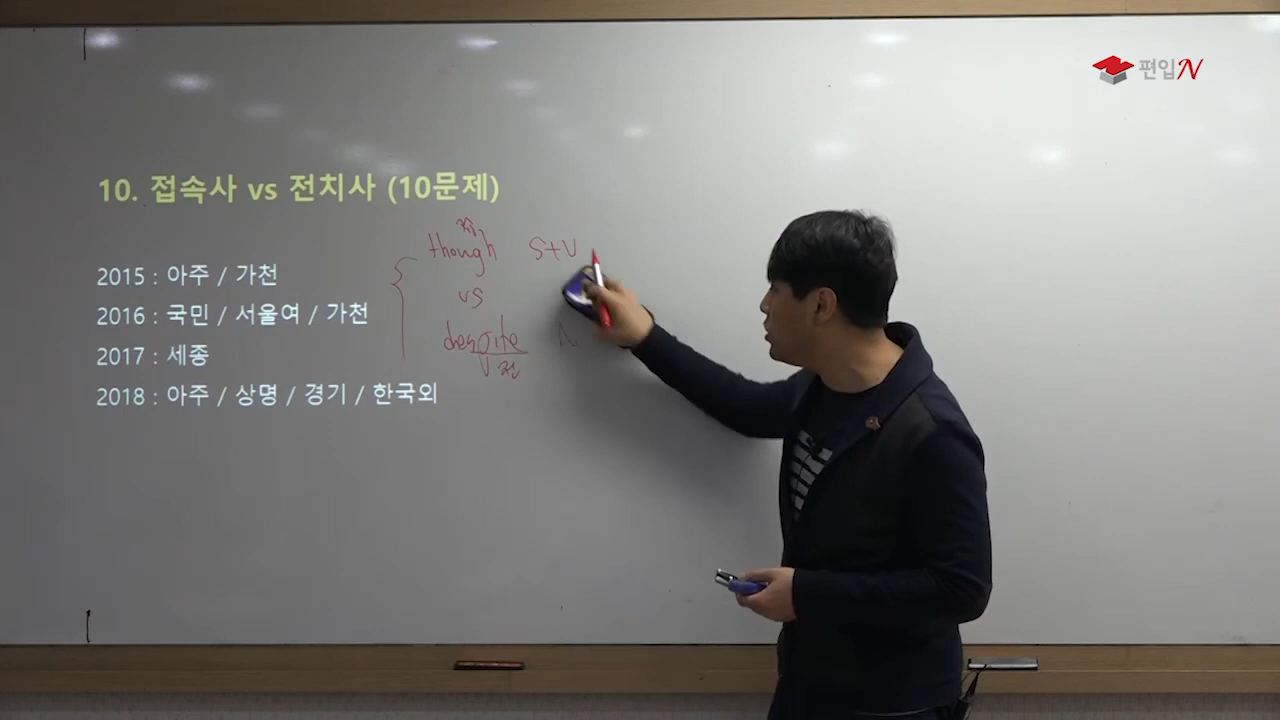 편입N
10. 접속사 vs 전치사 (10문제)
2015 : 아주 / 가천
2016 : 국민 / 서울여 / 가천
2017 : 세종
2018 : 아주 / 상명 / 경기 / 한국외
접
though S+V
vs
despite
전